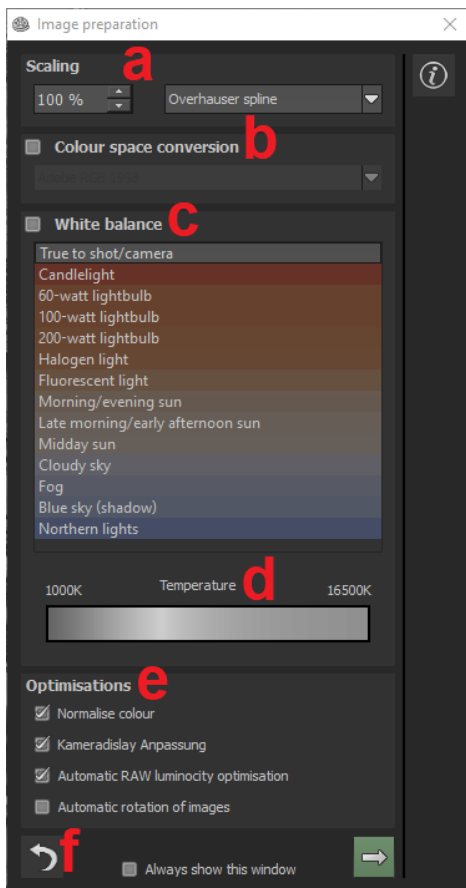 Image preparation
Scaling a
100 % Overhauser spline
Colour space conversion b
White balance c
True to shot/camera
Candlelight
60-watt lightbulb
100-watt lightbulb
200-watt lightbulb
Halogen light
Fluorescent light
Morning/evening sun
Late morning/early afternoon sun
Midday sun
Cloudy sky
Fog
Blue sky (shadow)
Northern lights
1000K Temperature d 16500K
Optimisations e
Normalise colour
Kameradislay Anpassung
Automatic RAW luminocity optimisation
Automatic rotation of images
f
Always show this window